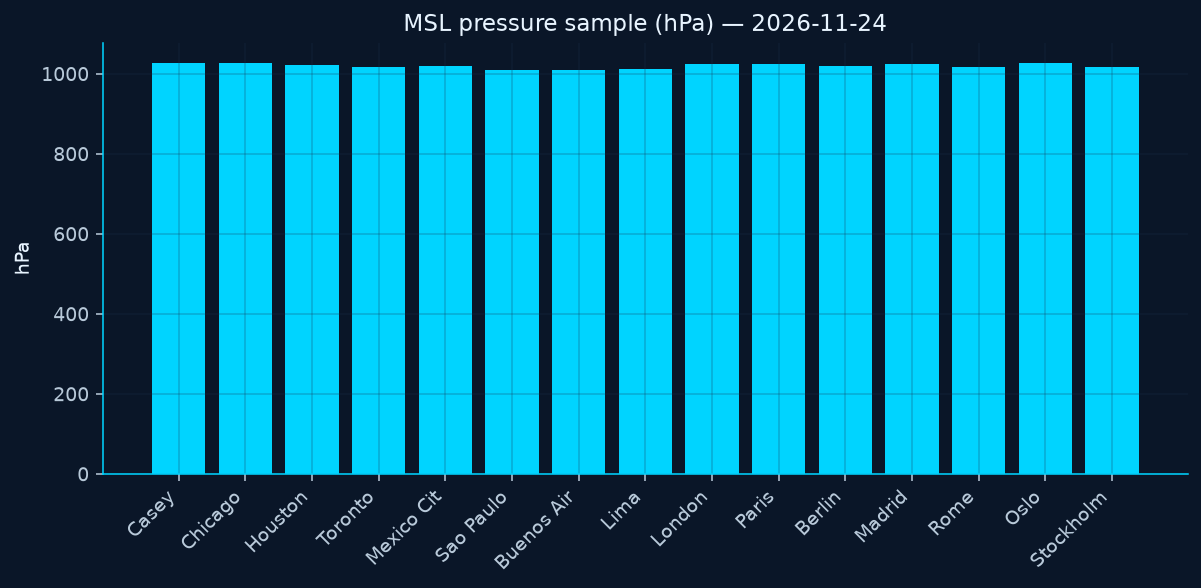 MSL pressure sample (hPa) — 2026-11-24
hPa
1000
800
600
400
200
0
Casey
Chicago
Houston
Toronto
Mexico Cit
Sao Paulo
Buenos Air
Lima
London
Paris
Berlin
Madrid
Rome
Oslo
Stockholm